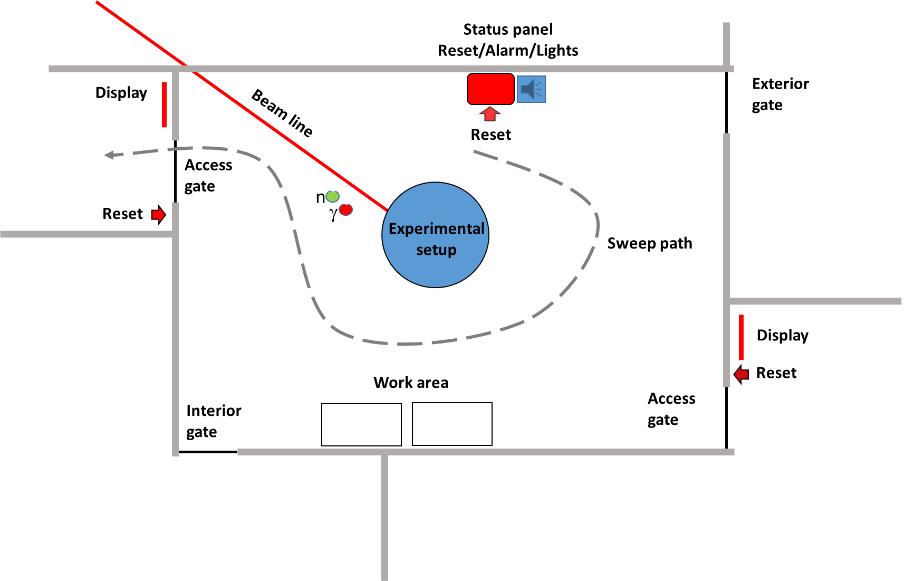 Status panel
Reset/Alarm/Lights
Display
Exterior
gate
Beam line
Reset
Access
gate
n
γ
Reset
Experimental
setup
Sweep path
Display
Reset
Work area
Access
gate
Interior
gate